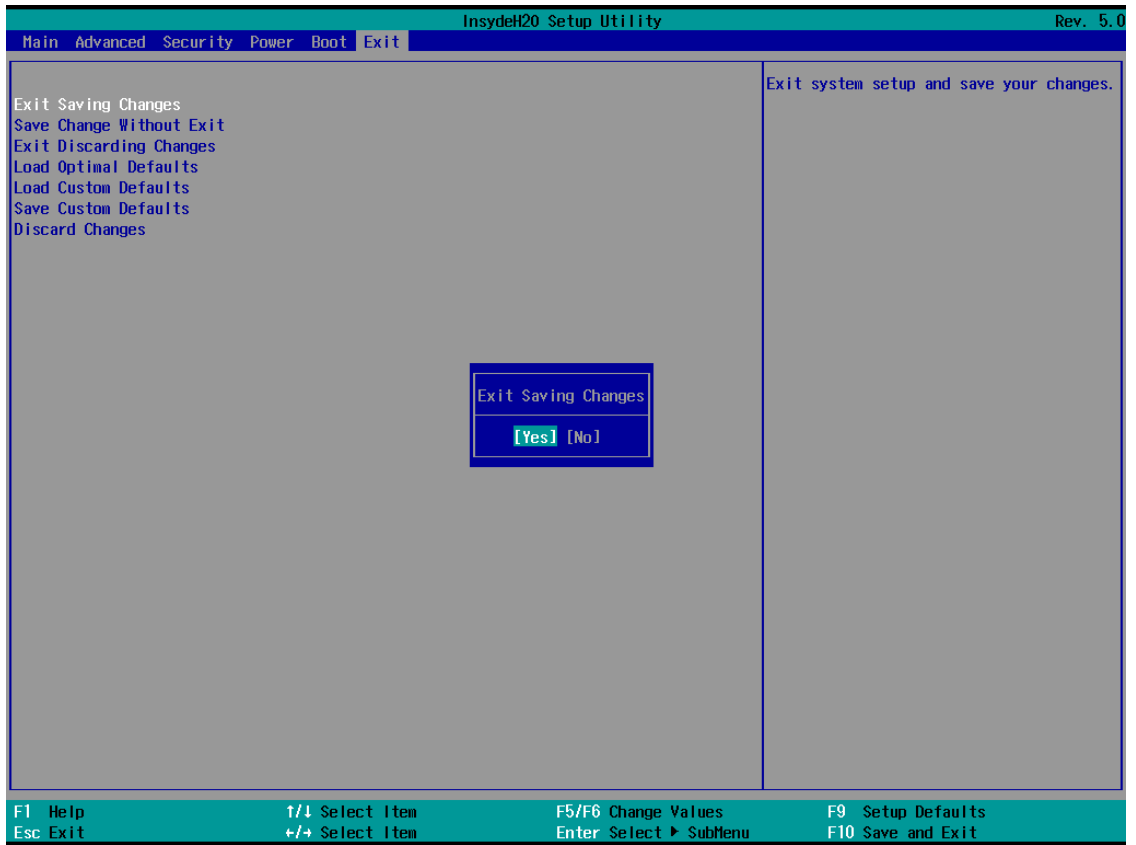 InsydeH20 Setup Utility Rev. 5.0
Main Advanced Security Power Boot Exit
Exit system setup and save your changes.
Exit Saving Changes
Save Change Without Exit
Exit Discarding Changes
Load Optimal Defaults
Load Custom Defaults
Save Custom Defaults
Discard Changes
Exit Saving Changes
[Yes] [No]
F1 Help ↑/↓ Select Item F5/F6 Change Values F9 Setup Defaults
Esc Exit ←/→ Select Item Enter Select ▶ SubMenu F10 Save and Exit